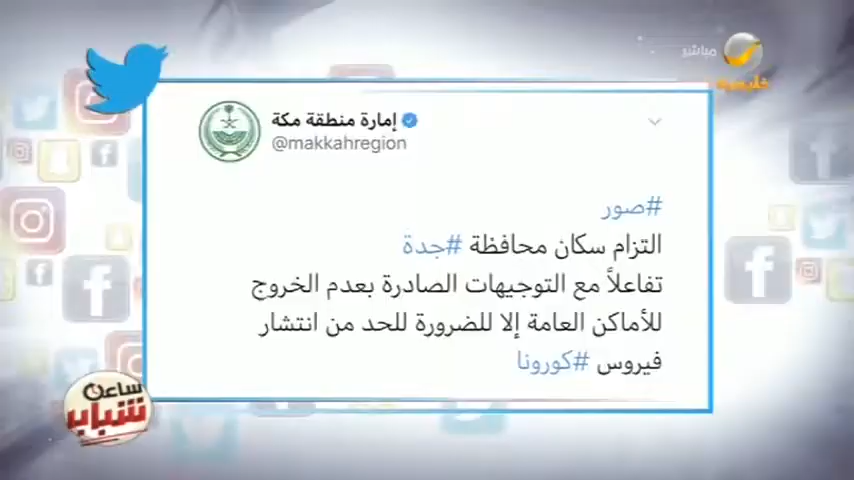 مباشر
خليجية
إمارة منطقة مكة
@makkahregion
#صور
التزام سكان محافظة #جدة
تفاعلاً مع التوجيهات الصادرة بعدم الخروج
للأماكن العامة إلا للضرورة للحد من انتشار
فيروس #كورونا
ساعة
شباب